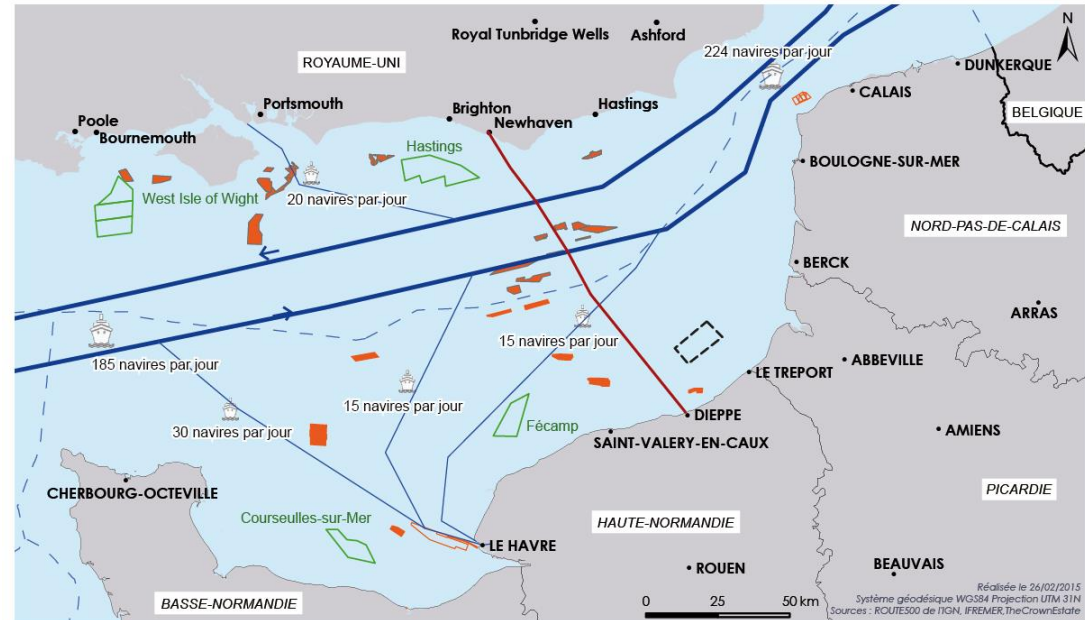 Royal Tunbridge Wells
Ashford
N
224 navires par jour
ROYAUME-UNI
DUNKERQUE
CALAIS
BELGIQUE
Portsmouth
Brighton
Hastings
Poole
Newhaven
Bournemouth
Hastings
BOULOGNE-SUR-MER
West Isle of Wight
20 navires par jour
NORD-PAS-DE-CALAIS
BERCK
ARRAS
15 navires par jour
185 navires par jour
ABBEVILLE
LE TREPORT
15 navires par jour
DIEPPE
30 navires par jour
Fécamp
SAINT-VALERY-EN-CAUX
AMIENS
CHERBOURG-OCTEVILLE
PICARDIE
Courseulles-sur-Mer
HAUTE-NORMANDIE
LE HAVRE
ROUEN
BEAUVAIS
BASSE-NORMANDIE
0 25 50 km
Réalisée le 26/02/2015
Système géodésique WGS84 Projection UTM 31N
Sources : ROUTE500 de l'IGN, IFREMER,TheCrownEstate